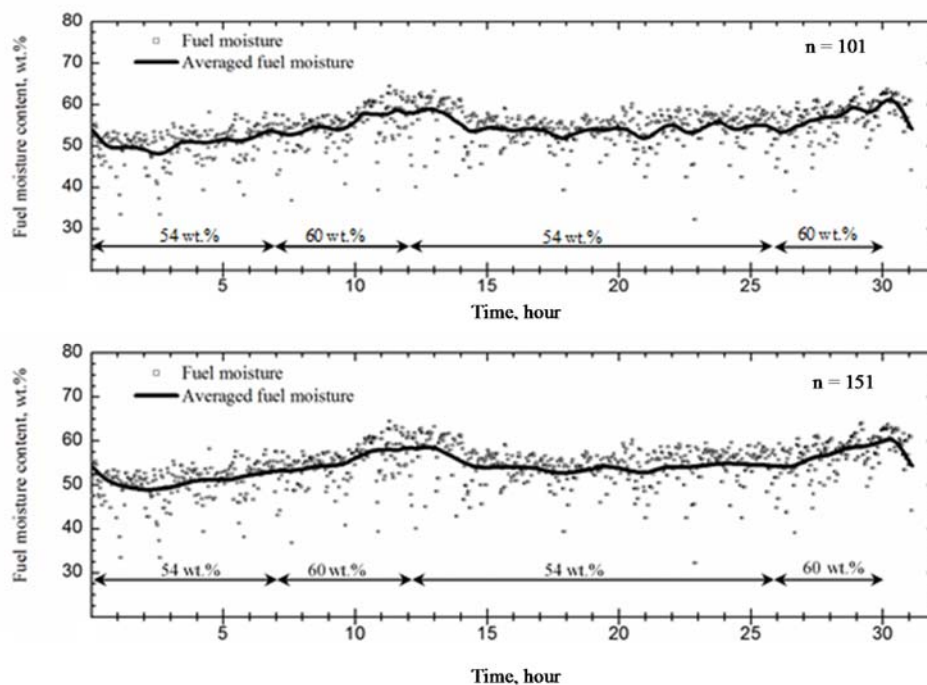 80
Fuel moisture content, wt.%
70
60
50
40
30
Fuel moisture
Averaged fuel moisture
n = 101
54 wt.%
60 wt.%
54 wt.%
60 wt.%
5
10
15
20
25
30
Time, hour
80
Fuel moisture content, wt.%
70
60
50
40
30
Fuel moisture
Averaged fuel moisture
n = 151
54 wt.%
60 wt.%
54 wt.%
60 wt.%
5
10
15
20
25
30
Time, hour